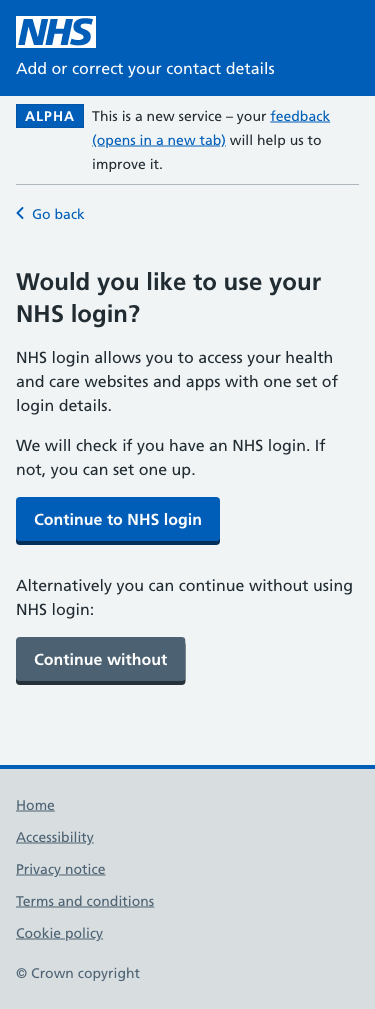 NHS
Add or correct your contact details
ALPHA This is a new service – your feedback
(opens in a new tab) will help us to
improve it.
Go back
Would you like to use your
NHS login?
NHS login allows you to access your health
and care websites and apps with one set of
login details.
We will check if you have an NHS login. If
not, you can set one up.
Continue to NHS login
Alternatively you can continue without using
NHS login:
Continue without
Home
Accessibility
Privacy notice
Terms and conditions
Cookie policy
© Crown copyright